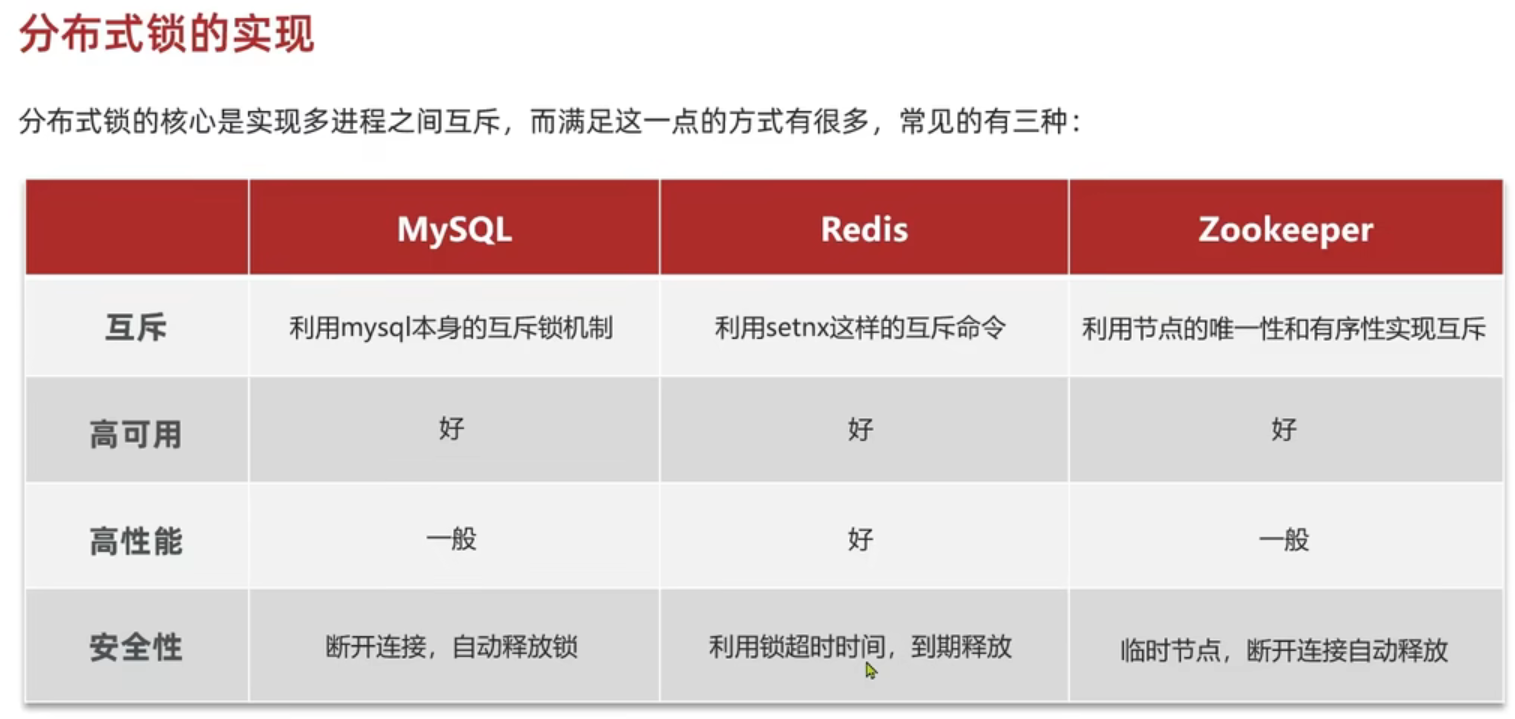 分布式锁的实现
分布式锁的核心是实现多进程之间互斥，而满足这一点的方式有很多，常见的有三种：
MySQL Redis Zookeeper
互斥 利用mysql本身的互斥锁机制 利用setnx这样的互斥命令 利用节点的唯一性和有序性实现互斥
高可用 好 好 好
高性能 一般 好 一般
安全性 断开连接，自动释放锁 利用锁超时时间，到期释放 临时节点，断开连接自动释放